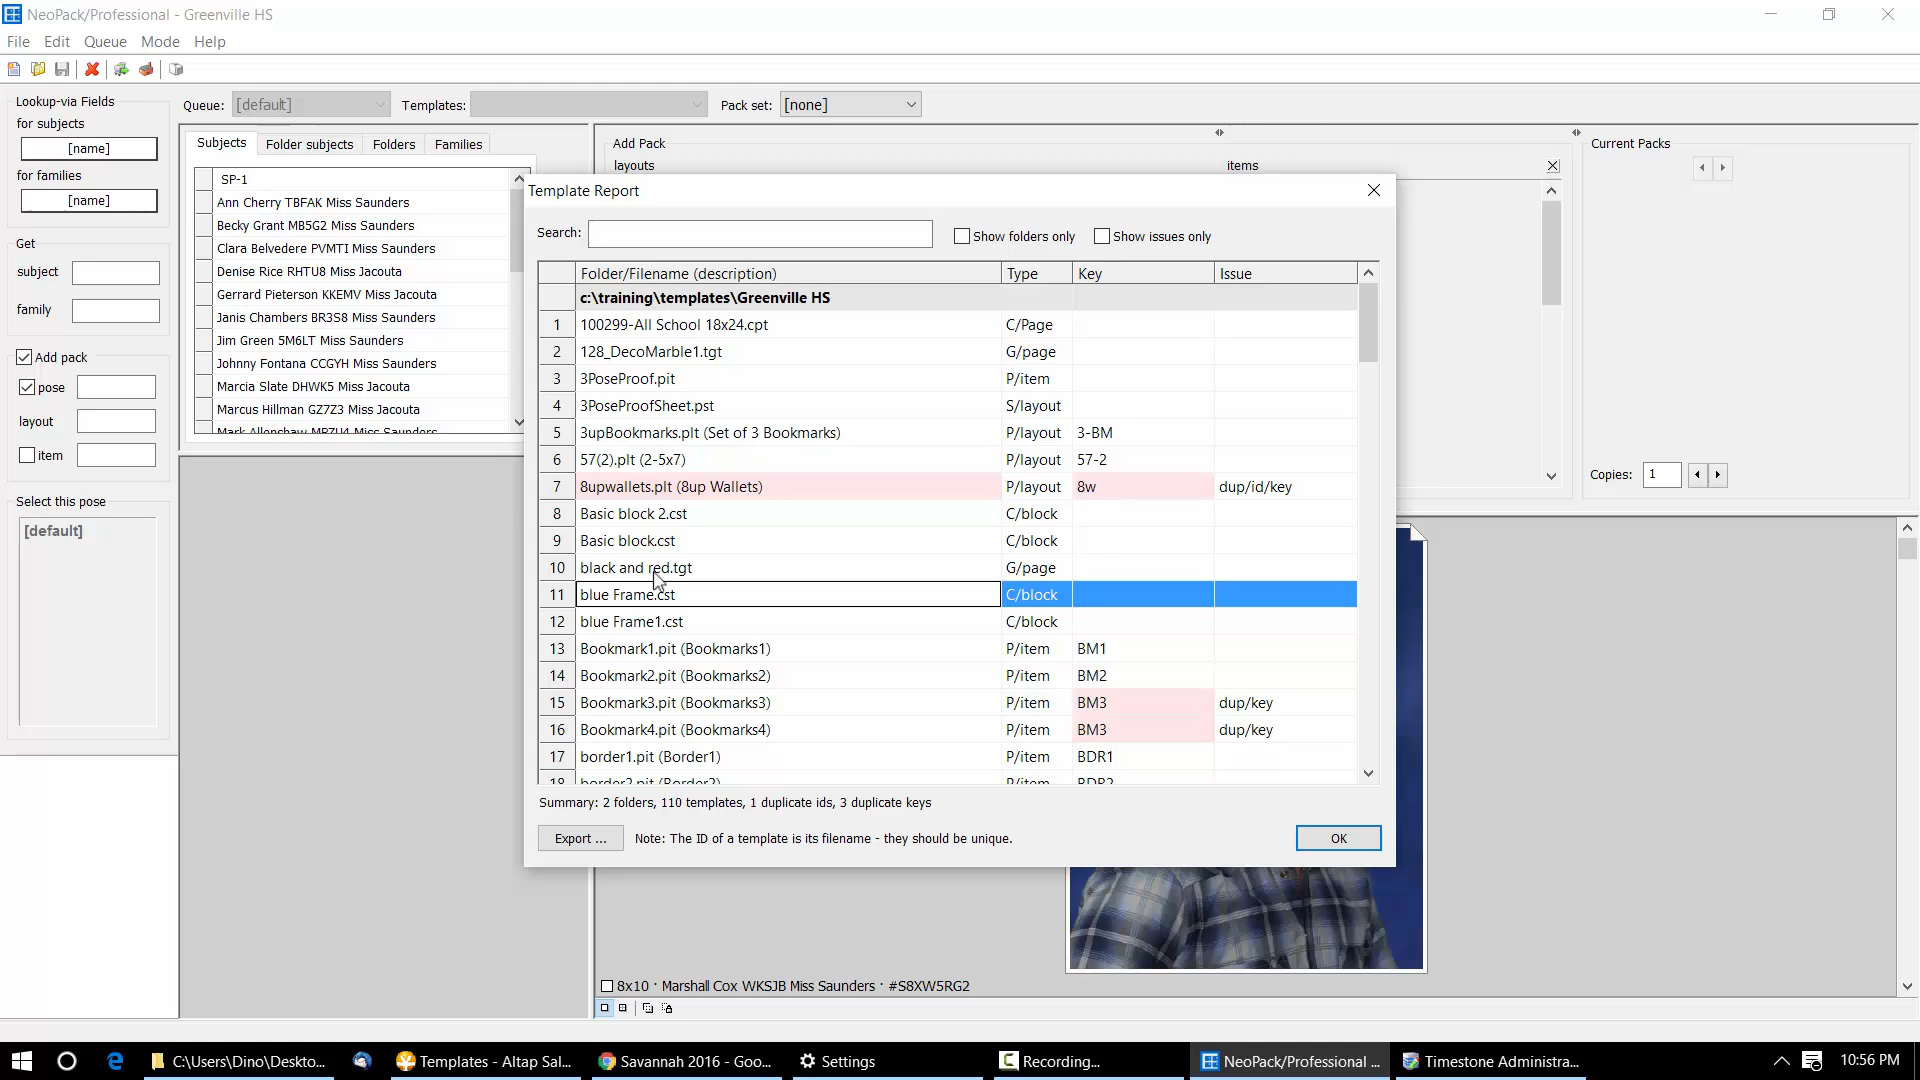 NeoPack/Professional - Greenville HS
File Edit Queue Mode Help
Lookup-via Fields
for subjects
[name]
for families
[name]
Get
subject
family
Add pack
pose
layout
item
Select this pose
[default]
Queue: [default] Templates: Pack set: [none]
Subjects Folder subjects Folders Families
SP-1
Ann Cherry TBFAK Miss Saunders
Becky Grant MB5G2 Miss Saunders
Clara Belvedere PVMTI Miss Saunders
Denise Rice RHTU8 Miss Jacouta
Gerrard Pieterson KKEMV Miss Jacouta
Janis Chambers BR3S8 Miss Saunders
Jim Green 5M6LT Miss Saunders
Johnny Fontana CCGYH Miss Saunders
Marcia Slate DHWK5 Miss Jacouta
Marcus Hillman GZ7Z3 Miss Jacouta
Mark Allenchaw MPZU4 Miss Saunders
Add Pack
layouts items
Current Packs
Copies: 1
Template Report
Search: Show folders only Show issues only
Folder/Filename (description) Type Key Issue
c:\training\templates\Greenville HS
1 100299-All School 18x24.cpt C/Page
2 128_DecoMarble1.tgt G/page
3 3PoseProof.pit P/item
4 3PoseProofSheet.pst S/layout
5 3upBookmarks.plt (Set of 3 Bookmarks) P/layout 3-BM
6 57(2).plt (2-5x7) P/layout 57-2
7 8upwallets.plt (8up Wallets) P/layout 8w dup/id/key
8 Basic block 2.cst C/block
9 Basic block.cst C/block
10 black and red.tgt G/page
11 blue Frame.cst C/block
12 blue Frame1.cst C/block
13 Bookmark1.pit (Bookmarks1) P/item BM1
14 Bookmark2.pit (Bookmarks2) P/item BM2
15 Bookmark3.pit (Bookmarks3) P/item BM3 dup/key
16 Bookmark4.pit (Bookmarks4) P/item BM3 dup/key
17 border1.pit (Border1) P/item BDR1
18 border2.pit (Border2) P/item BDR2
Summary: 2 folders, 110 templates, 1 duplicate ids, 3 duplicate keys
Export ... Note: The ID of a template is its filename - they should be unique. OK
8x10 · Marshall Cox WKSJB Miss Saunders · #S8XW5RG2
C:\Users\Dino\Deskto... Templates - Altap Sal... Savannah 2016 - Goo... Settings Recording... NeoPack/Professional ... Timestone Administra... 10:56 PM